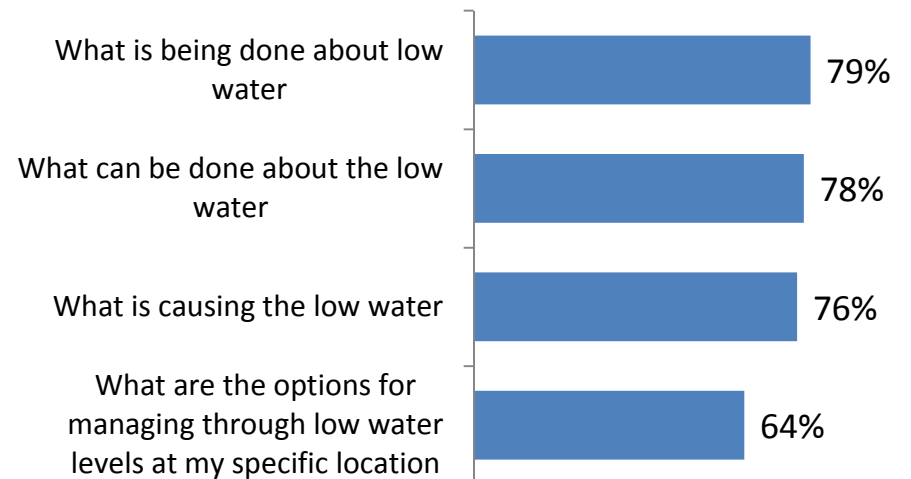 What is being done about low
water
79%
What can be done about the low
water
78%
What is causing the low water
76%
What are the options for
managing through low water
levels at my specific location
64%